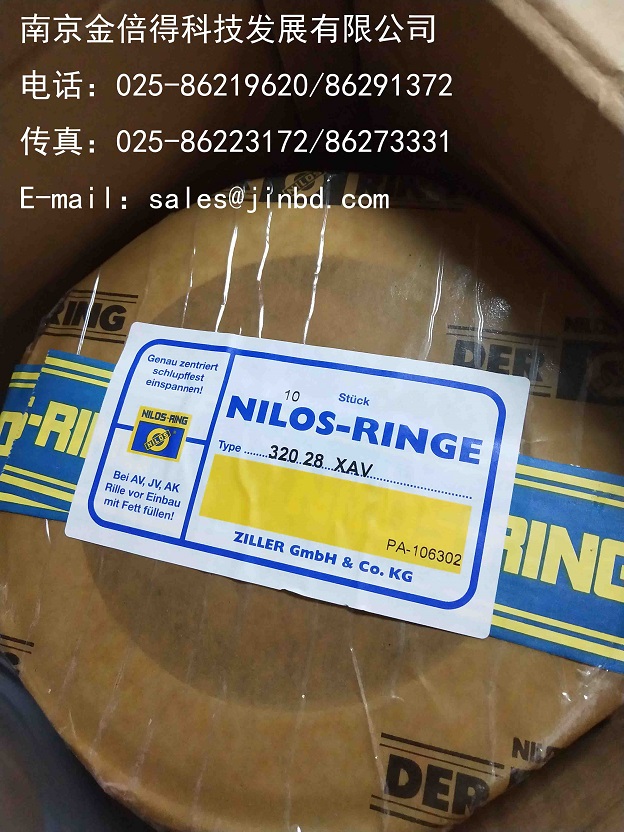 南京金倍得科技发展有限公司
电话：025-86219620/86291372
传真：025-86223172/86273331
E-mail：sales@jinbd.com
RING
RING
DER
Genau zentriert
schlupffest
einspannen!
NILOS-RING
NILOS
Bei AV, JV, AK
Rille vor Einbau
mit Fett füllen!
10 Stück
NILOS-RINGE
Type 320 28 XAV
PA-106302
ZILLER GmbH & Co. KG
RING
DER